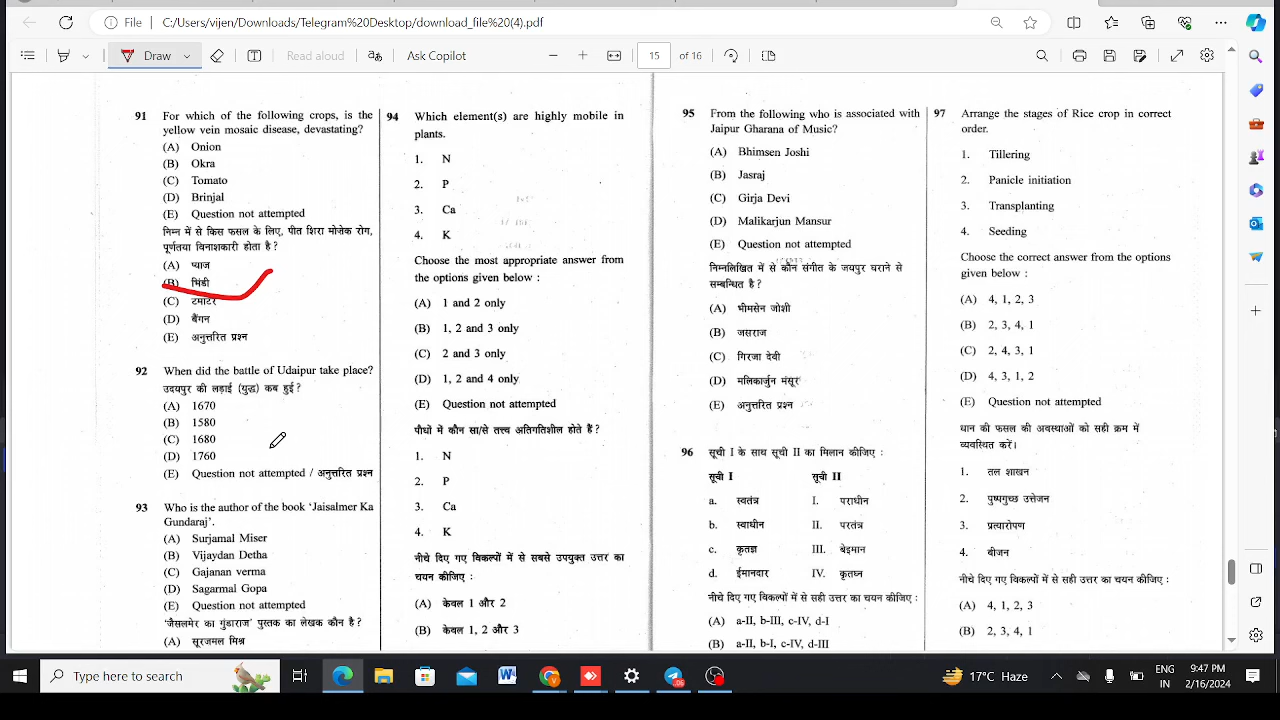 File
C:/Users/vijen/Downloads/Telegram%20Desktop/download_file%20(4).pdf
Draw
Read aloud
Ask Copilot
15 of 16
91 For which of the following crops, is the
yellow vein mosaic disease, devastating?
(A) Onion
(B) Okra
(C) Tomato
(D) Brinjal
(E) Question not attempted
निम्न में से किस फसल के लिए, पीत शिरा मोजेक रोग,
पूर्णतया विनाशकारी होता है ?
(A) प्याज
(B) भिंडी
(C) टमाटर
(D) बैंगन
(E) अनुत्तरित प्रश्न
92 When did the battle of Udaipur take place?
उदयपुर की लड़ाई (युद्ध) कब हुई ?
(A) 1670
(B) 1580
(C) 1680
(D) 1760
(E) Question not attempted / अनुत्तरित प्रश्न
93 Who is the author of the book ‘Jaisalmer Ka
Gundaraj’.
(A) Surjamal Miser
(B) Vijaydan Detha
(C) Gajanan verma
(D) Sagarmal Gopa
(E) Question not attempted
‘जैसलमेर का गुंडाराज’ पुस्तक का लेखक कौन है ?
(A) सूरजमल मिश्र
94 Which element(s) are highly mobile in
plants.
1. N
2. P
3. Ca
4. K
Choose the most appropriate answer from
the options given below :
(A) 1 and 2 only
(B) 1, 2 and 3 only
(C) 2 and 3 only
(D) 1, 2 and 4 only
(E) Question not attempted
पौधों में कौन सा/से तत्त्व अतिगतिशील होते हैं ?
1. N
2. P
3. Ca
4. K
नीचे दिए गए विकल्पों में से सबसे उपयुक्त उत्तर का
चयन कीजिए :
(A) केवल 1 और 2
(B) केवल 1, 2 और 3
95 From the following who is associated with
Jaipur Gharana of Music?
(A) Bhimsen Joshi
(B) Jasraj
(C) Girja Devi
(D) Malikarjun Mansur
(E) Question not attempted
निम्नलिखित में से कौन संगीत के जयपुर घराने से
सम्बन्धित है ?
(A) भीमसेन जोशी
(B) जसराज
(C) गिरजा देवी
(D) मलिकार्जुन मंसूर
(E) अनुत्तरित प्रश्न
96 सूची I के साथ सूची II का मिलान कीजिए :
सूची I सूची II
a. स्वतंत्र I. पराधीन
b. स्वाधीन II. परतंत्र
c. कृतज्ञ III. बेइमान
d. ईमानदार IV. कृतघ्न
नीचे दिए गए विकल्पों में से सही उत्तर का चयन कीजिए :
(A) a-II, b-III, c-IV, d-I
(B) a-II, b-I, c-IV, d-III
97 Arrange the stages of Rice crop in correct
order.
1. Tillering
2. Panicle initiation
3. Transplanting
4. Seeding
Choose the correct answer from the options
given below :
(A) 4, 1, 2, 3
(B) 2, 3, 4, 1
(C) 2, 4, 3, 1
(D) 4, 3, 1, 2
(E) Question not attempted
धान की फसल की अवस्थाओं को सही क्रम में
व्यवस्थित करें।
1. तल शाखन
2. पुष्पगुच्छ उत्तेजन
3. प्रत्यारोपण
4. बीजन
नीचे दिए गए विकल्पों में से सही उत्तर का चयन कीजिए :
(A) 4, 1, 2, 3
(B) 2, 3, 4, 1
Type here to search
17°C Haze
ENG
IN
9:47 PM
2/16/2024